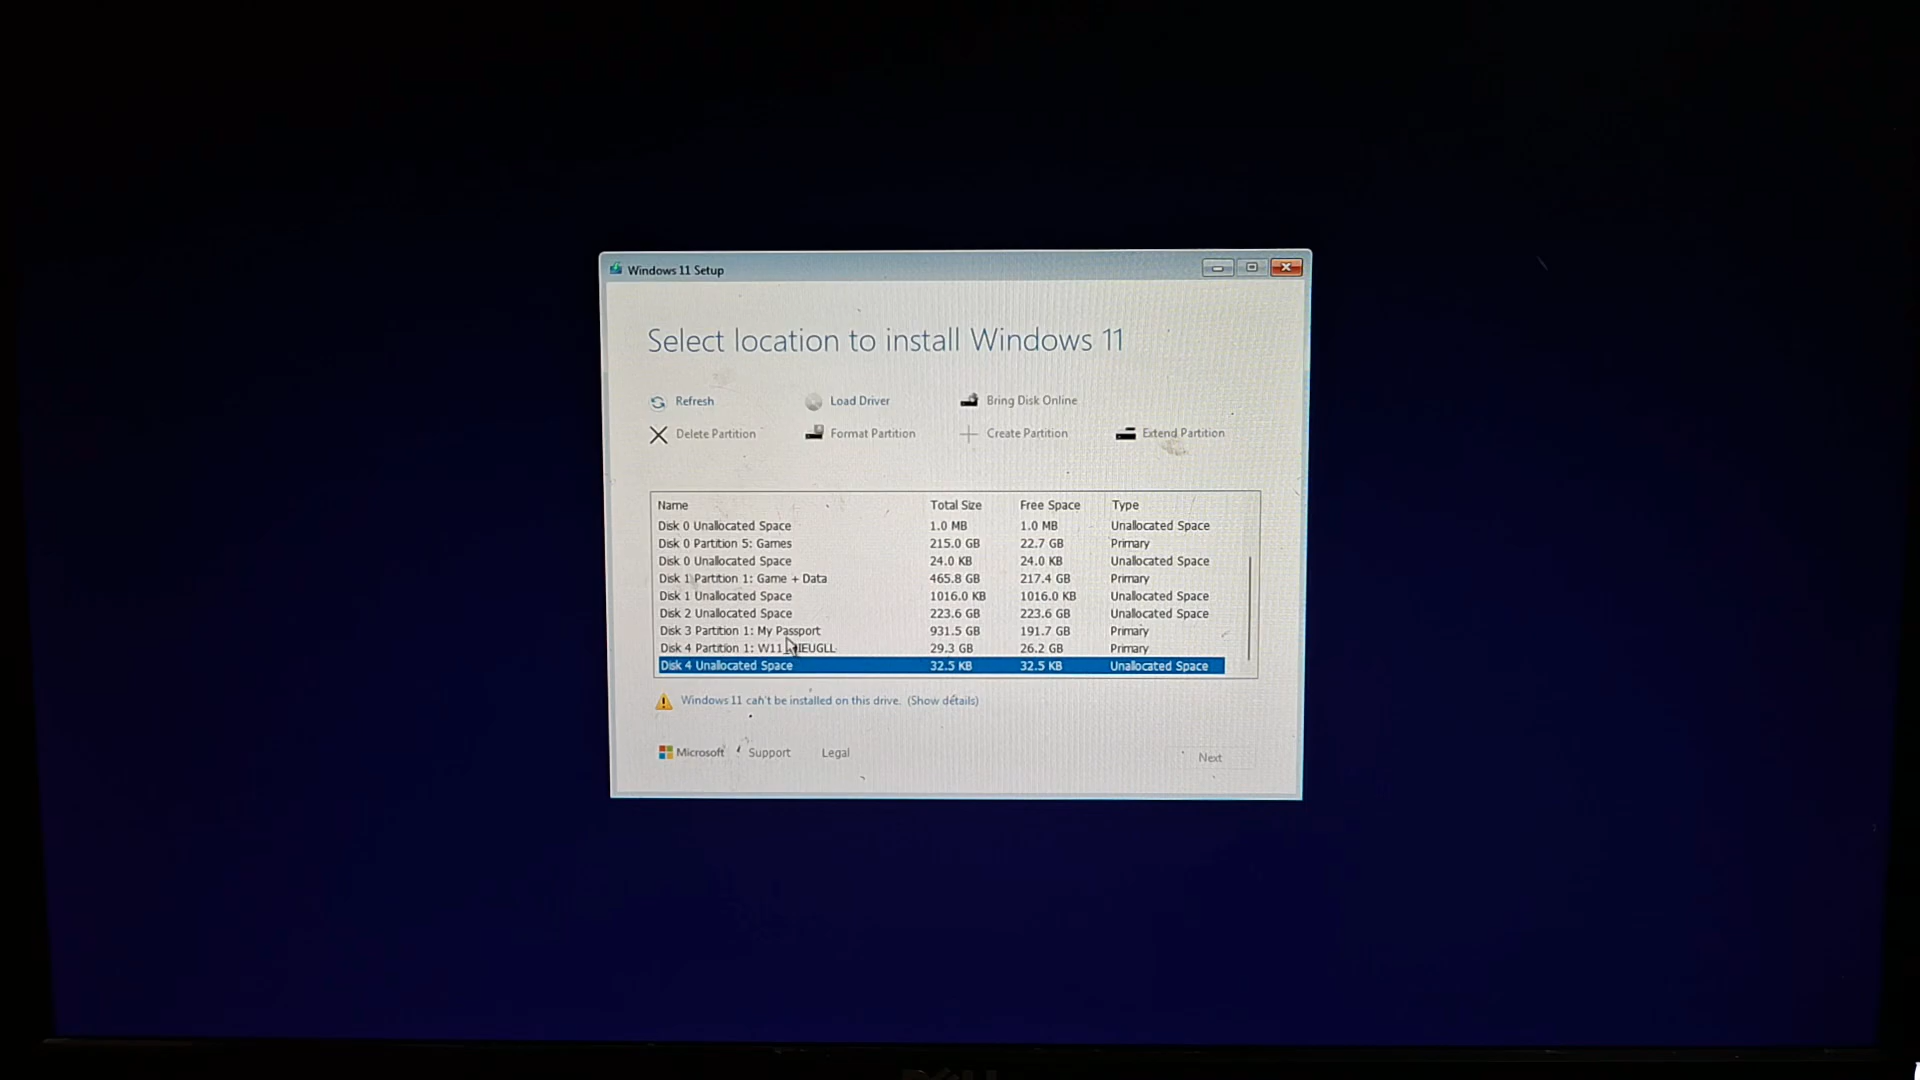 Windows 11 Setup
Select location to install Windows 11
Refresh Load Driver Bring Disk Online
Delete Partition Format Partition Create Partition Extend Partition
Name Total Size Free Space Type
Disk 0 Unallocated Space 1.0 MB 1.0 MB Unallocated Space
Disk 0 Partition 5: Games 215.0 GB 22.7 GB Primary
Disk 0 Unallocated Space 24.0 KB 24.0 KB Unallocated Space
Disk 1 Partition 1: Game + Data 465.8 GB 217.4 GB Primary
Disk 1 Unallocated Space 1016.0 KB 1016.0 KB Unallocated Space
Disk 2 Unallocated Space 223.6 GB 223.6 GB Unallocated Space
Disk 3 Partition 1: My Passport 931.5 GB 191.7 GB Primary
Disk 4 Partition 1: 29.3 GB 26.2 GB Primary
Disk 4 Unallocated Space 32.5 KB 32.5 KB Unallocated Space
Windows 11 can't be installed on this drive. (Show details)
Microsoft Support Legal Next